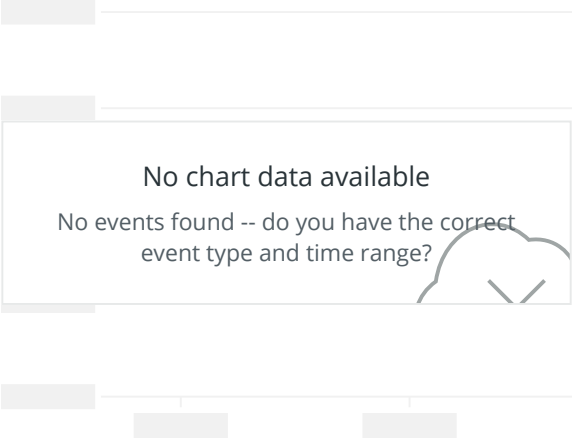 No chart data available
No events found -- do you have the correct
event type and time range?